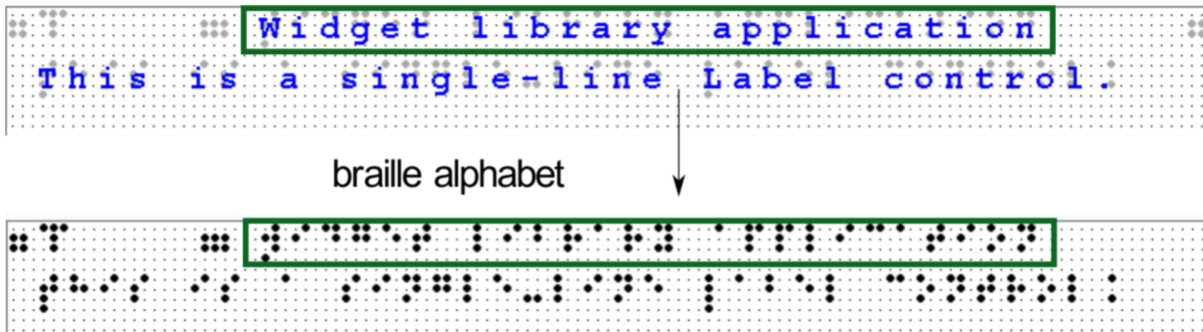 Widget library application
This is a single-line Label control.
braille alphabet